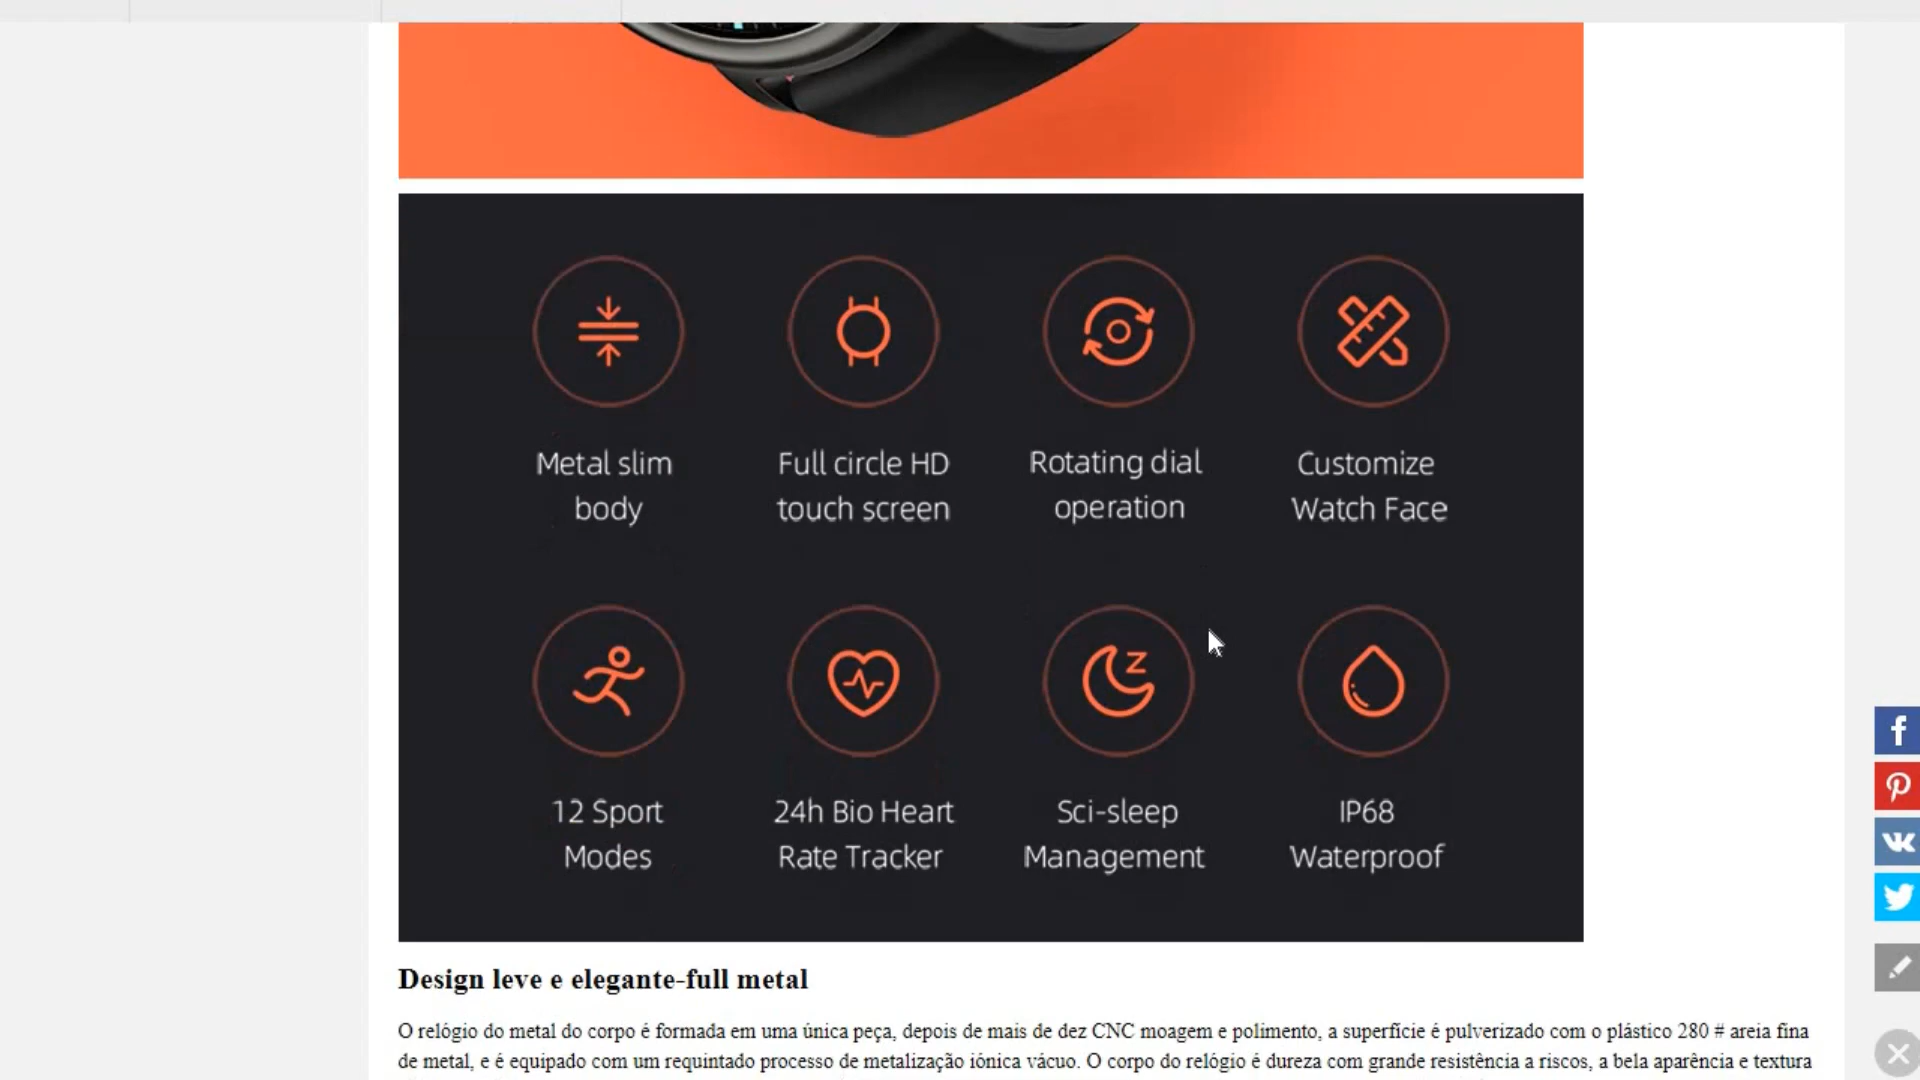 Metal slim
body
Full circle HD
touch screen
Rotating dial
operation
Customize
Watch Face
12 Sport
Modes
24h Bio Heart
Rate Tracker
Sci-sleep
Management
IP68
Waterproof
Design leve e elegante-full metal
O relógio do metal do corpo é formada em uma única peça, depois de mais de dez CNC moagem e polimento, a superfície é pulverizado com o plástico 280 # areia fina
de metal, e é equipado com um requintado processo de metalização iônica vácuo. O corpo do relógio é dureza com grande resistência a riscos, a bela aparência e textura